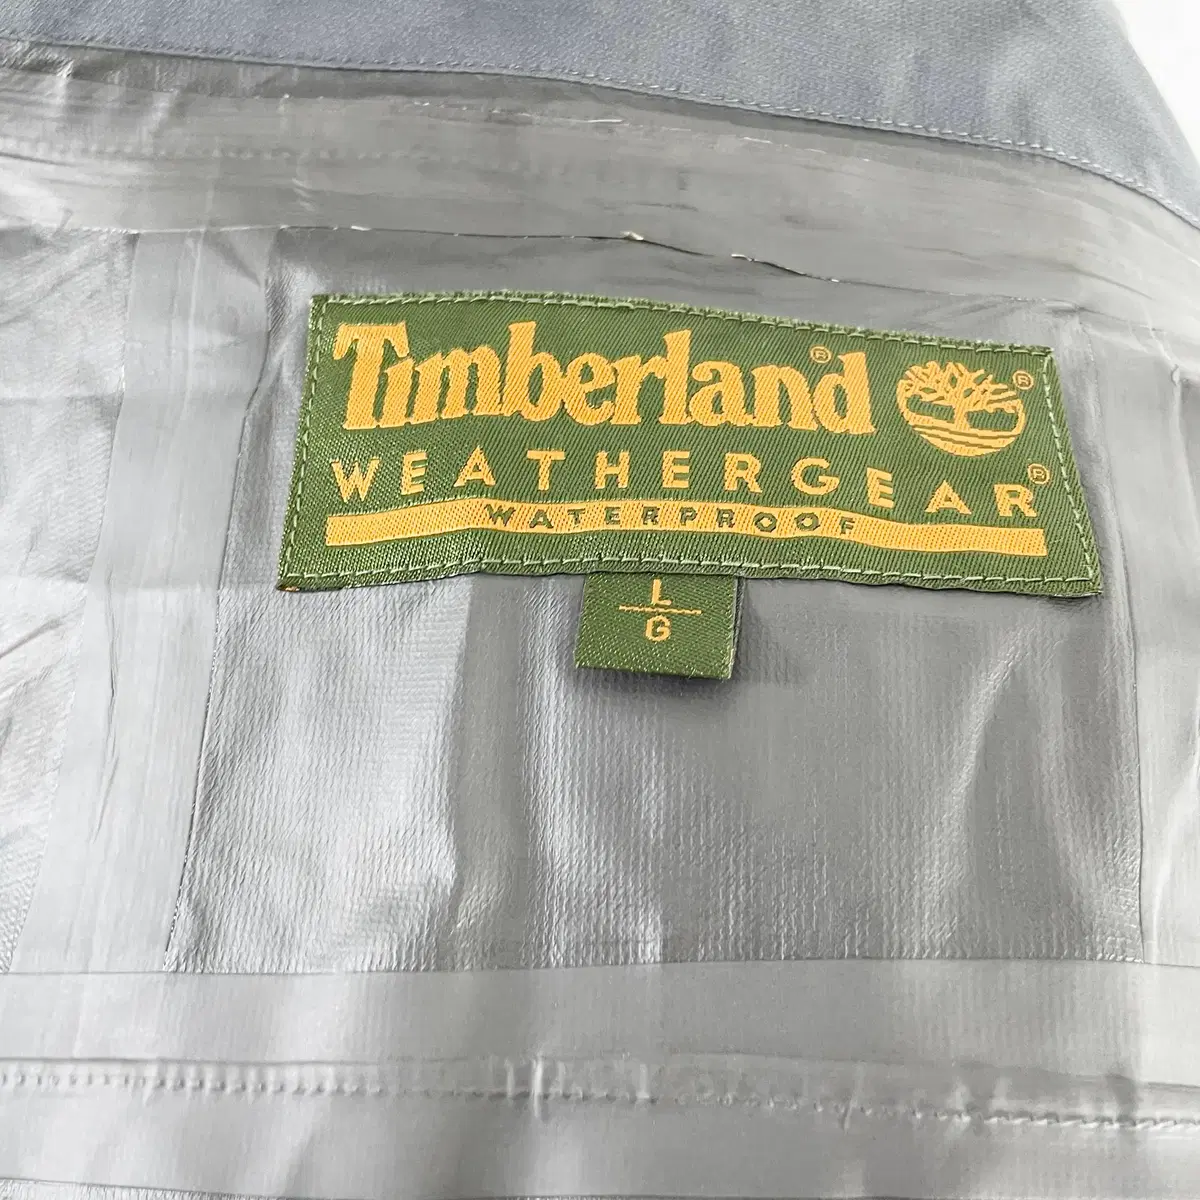 Timberland®
®
WEATHERGEAR®
WATERPROOF
L
G